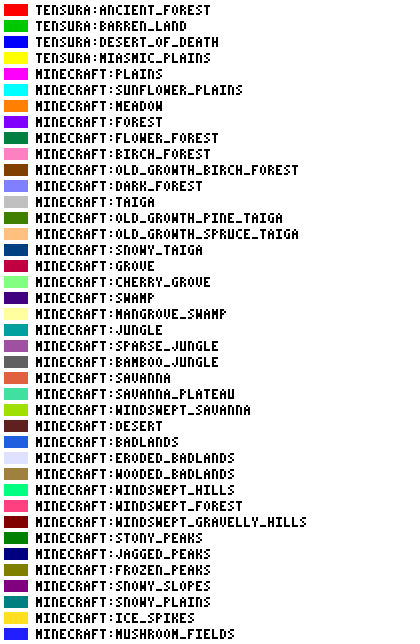 TENSURA:ANCIENT_FOREST
TENSURA:BARREN_LAND
TENSURA:DESERT_OF_DEATH
TENSURA:MIASMIC_PLAINS
MINECRAFT:PLAINS
MINECRAFT:SUNFLOWER_PLAINS
MINECRAFT:MEADOW
MINECRAFT:FOREST
MINECRAFT:FLOWER_FOREST
MINECRAFT:BIRCH_FOREST
MINECRAFT:OLD_GROWTH_BIRCH_FOREST
MINECRAFT:DARK_FOREST
MINECRAFT:TAIGA
MINECRAFT:OLD_GROWTH_PINE_TAIGA
MINECRAFT:OLD_GROWTH_SPRUCE_TAIGA
MINECRAFT:SNOWY_TAIGA
MINECRAFT:GROVE
MINECRAFT:CHERRY_GROVE
MINECRAFT:SWAMP
MINECRAFT:MANGROVE_SWAMP
MINECRAFT:JUNGLE
MINECRAFT:SPARSE_JUNGLE
MINECRAFT:BAMBOO_JUNGLE
MINECRAFT:SAVANNA
MINECRAFT:SAVANNA_PLATEAU
MINECRAFT:WINDSWEPT_SAVANNA
MINECRAFT:DESERT
MINECRAFT:BADLANDS
MINECRAFT:ERODED_BADLANDS
MINECRAFT:WOODED_BADLANDS
MINECRAFT:WINDSWEPT_HILLS
MINECRAFT:WINDSWEPT_FOREST
MINECRAFT:WINDSWEPT_GRAVELLY_HILLS
MINECRAFT:STONY_PEAKS
MINECRAFT:JAGGED_PEAKS
MINECRAFT:FROZEN_PEAKS
MINECRAFT:SNOWY_SLOPES
MINECRAFT:SNOWY_PLAINS
MINECRAFT:ICE_SPIKES
MINECRAFT:MUSHROOM_FIELDS